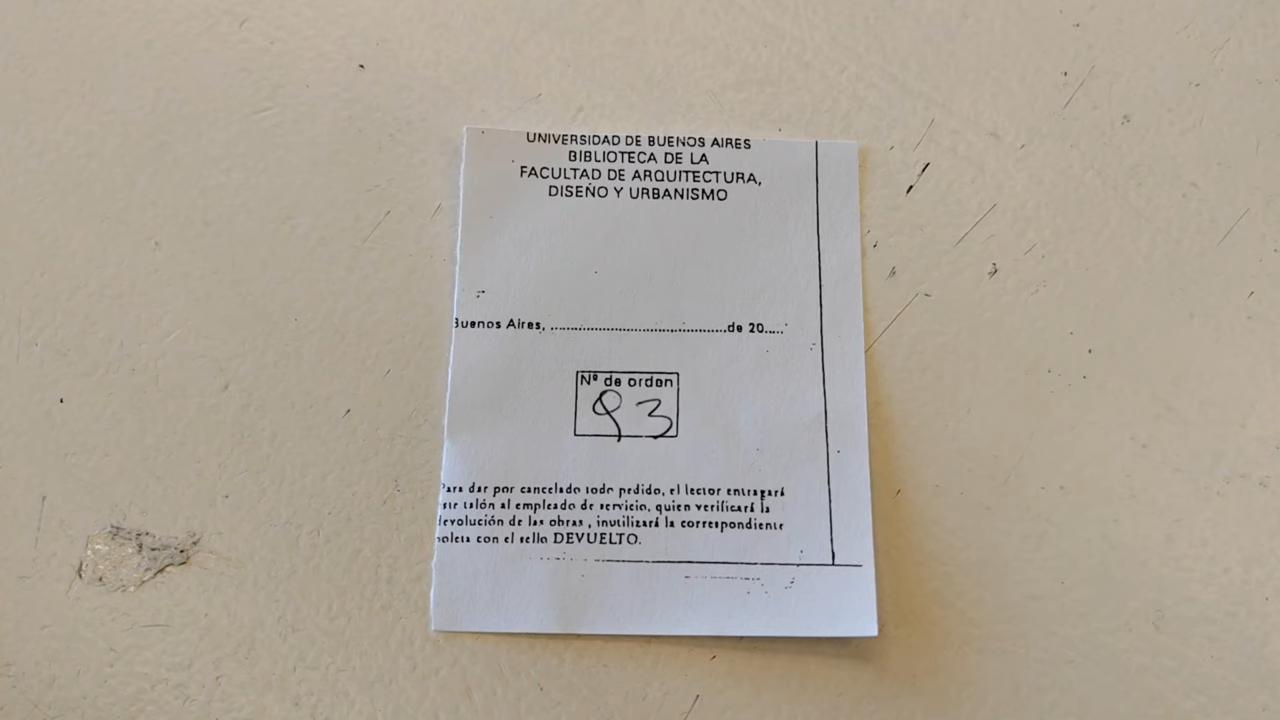 UNIVERSIDAD DE BUENOS AIRES
BIBLIOTECA DE LA
FACULTAD DE ARQUITECTURA,
DISEÑO Y URBANISMO
Buenos Aires, ............................................de 20.....
Nº de orden
93
Para dar por cancelado todo pedido, el lector entragará
este talón al empleado de servicio, quien verificará la
devolución de las obras , inutilizará la correspondiente
boleta con el sello DEVUELTO.